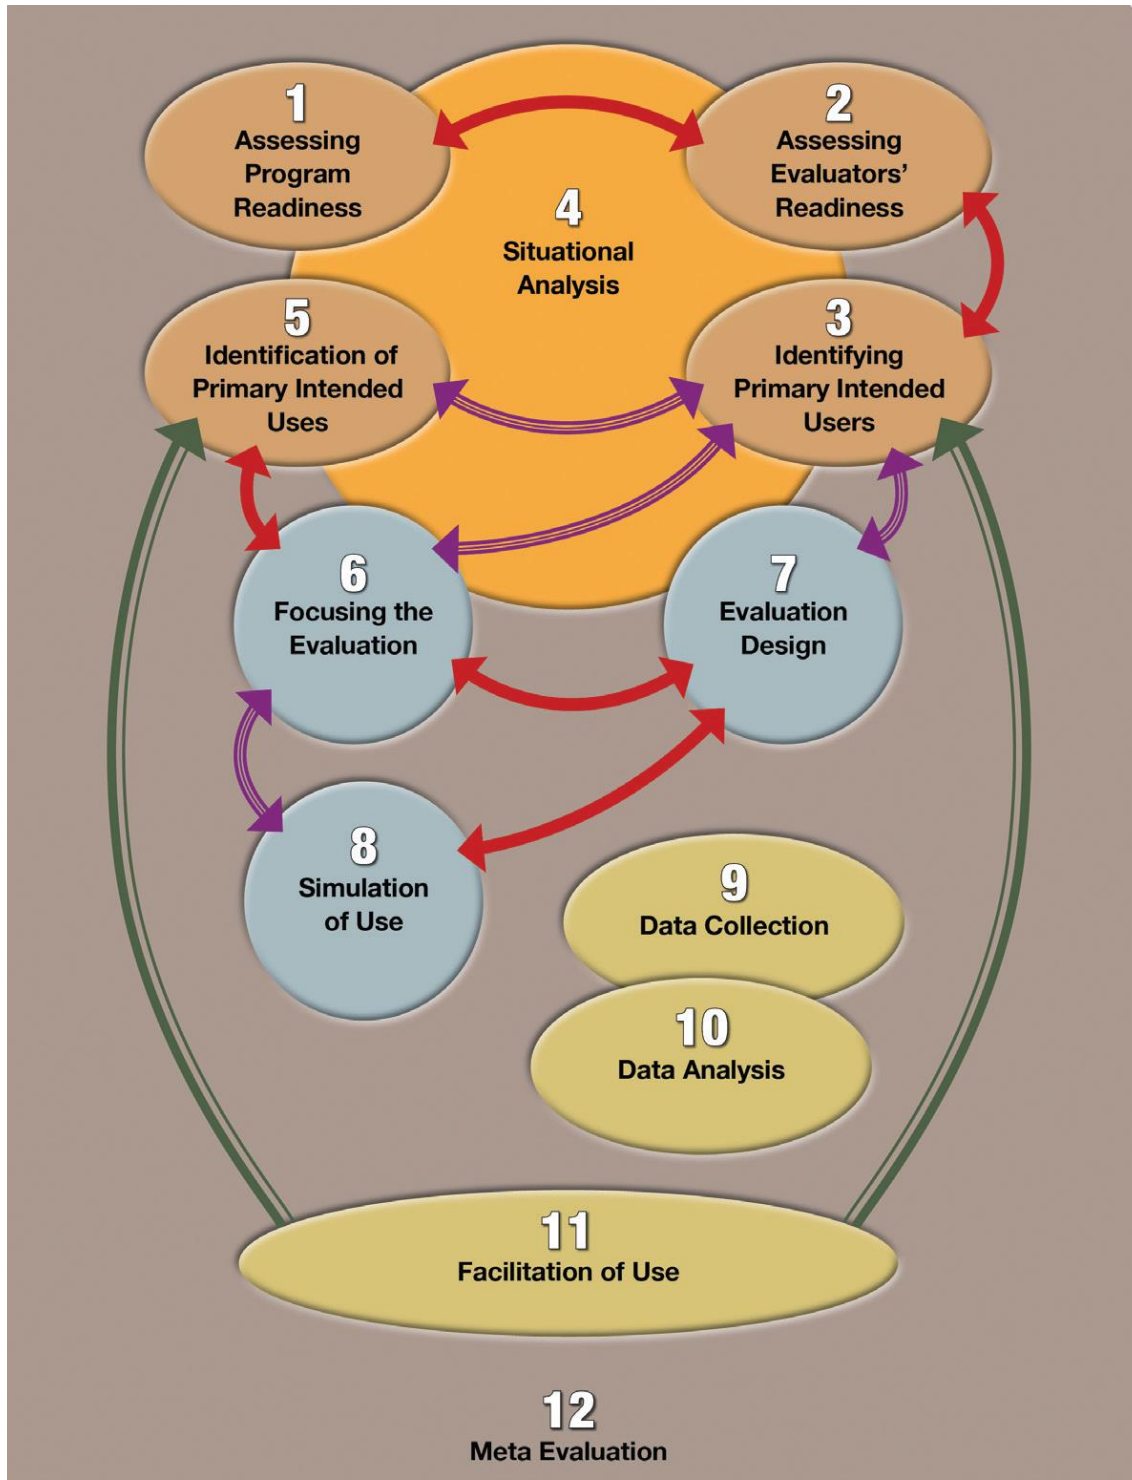 1
Assessing
Program
Readiness
2
Assessing
Evaluators’
Readiness
4
Situational
Analysis
5
Identification of
Primary Intended
Uses
3
Identifying
Primary Intended
Users
6
Focusing the
Evaluation
7
Evaluation
Design
8
Simulation
of Use
9
Data Collection
10
Data Analysis
11
Facilitation of Use
12
Meta Evaluation